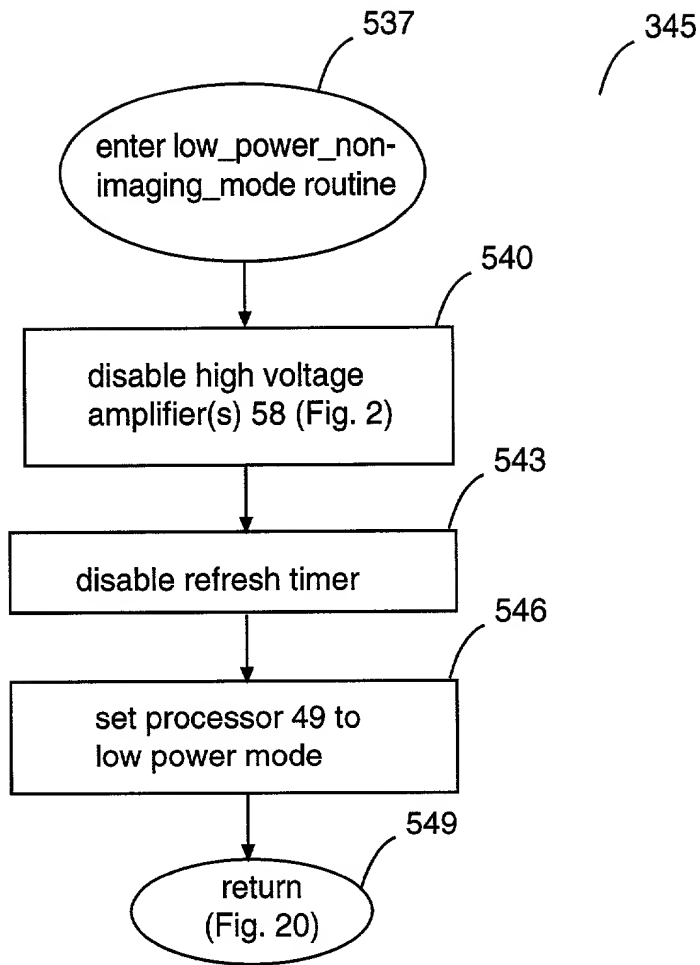 537
345
enter low_power_non-
imaging_mode routine
540
disable high voltage
amplifier(s) 58 (Fig. 2)
543
disable refresh timer
546
set processor 49 to
low power mode
549
return
(Fig. 20)